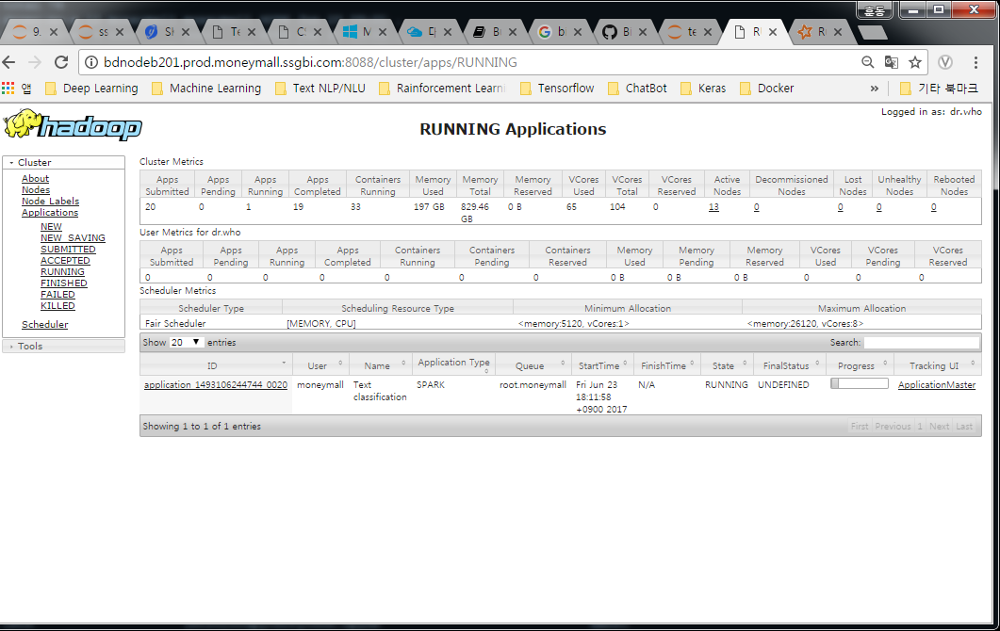 훈동
9.
ss
Sk
Te
C!
M
Ej
B
b
Bi
te
RI
R
bdnodeb201.prod.moneymall.ssgbi.com:8088/cluster/apps/RUNNING
앱 Deep Learning Machine Learning Text NLP/NLU Rainforcement Learni Tensorflow ChatBot Keras Docker » 기타 북마크
Logged in as: dr.who
hadoop
RUNNING Applications
Cluster
About
Nodes
Node Labels
Applications
NEW
NEW_SAVING
SUBMITTED
ACCEPTED
RUNNING
FINISHED
FAILED
KILLED
Scheduler
Tools
Cluster Metrics
Apps Submitted Apps Pending Apps Running Apps Completed Containers Running Memory Used Memory Total Memory Reserved VCores Used VCores Total VCores Reserved Active Nodes Decommissioned Nodes Lost Nodes Unhealthy Nodes Rebooted Nodes
20 0 1 19 33 197 GB 829.46 GB 0 B 65 104 0 13 0 0 0 0
User Metrics for dr.who
Apps Submitted Apps Pending Apps Running Apps Completed Containers Running Containers Pending Containers Reserved Memory Used Memory Pending Memory Reserved VCores Used VCores Pending VCores Reserved
0 0 0 0 0 0 0 0 B 0 B 0 B 0 0 0
Scheduler Metrics
Scheduler Type Scheduling Resource Type Minimum Allocation Maximum Allocation
Fair Scheduler [MEMORY, CPU] <memory:5120, vCores:1> <memory:26120, vCores:8>
Show 20 entries Search:
ID User Name Application Type Queue StartTime FinishTime State FinalStatus Progress Tracking UI
application_1493106244744_0020 moneymall Text classification SPARK root.moneymall Fri Jun 23 18:11:58 +0900 2017 N/A RUNNING UNDEFINED ApplicationMaster
Showing 1 to 1 of 1 entries First Previous 1 Next Last